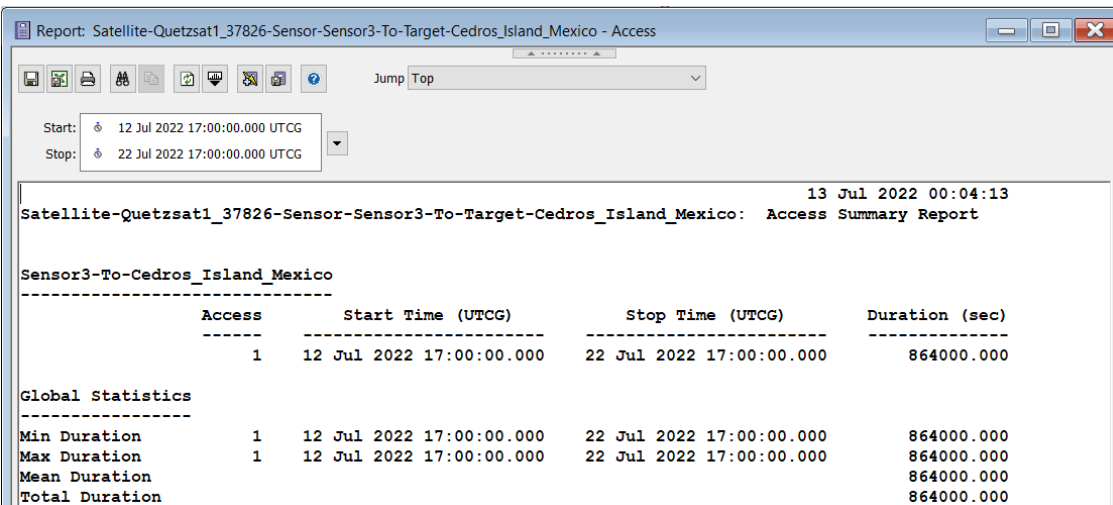 Report: Satellite-Quetzsat1_37826-Sensor-Sensor3-To-Target-Cedros_Island_Mexico - Access
Jump Top
Start: 12 Jul 2022 17:00:00.000 UTCG
Stop: 22 Jul 2022 17:00:00.000 UTCG
13 Jul 2022 00:04:13
Satellite-Quetzsat1_37826-Sensor-Sensor3-To-Target-Cedros_Island_Mexico: Access Summary Report
Sensor3-To-Cedros_Island_Mexico
-------------------------------
Access Start Time (UTCG) Stop Time (UTCG) Duration (sec)
------ ------------------------ ------------------------ --------------
1 12 Jul 2022 17:00:00.000 22 Jul 2022 17:00:00.000 864000.000
Global Statistics
-----------------
Min Duration 1 12 Jul 2022 17:00:00.000 22 Jul 2022 17:00:00.000 864000.000
Max Duration 1 12 Jul 2022 17:00:00.000 22 Jul 2022 17:00:00.000 864000.000
Mean Duration 864000.000
Total Duration 864000.000